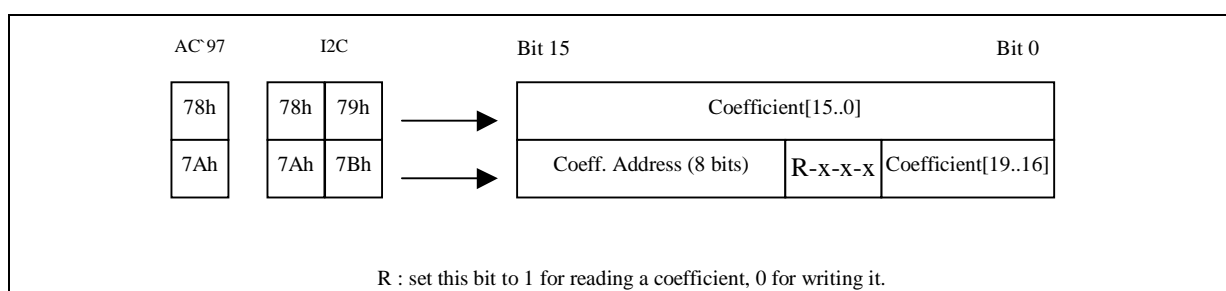 AC`97 I2C Bit 15 Bit 0
78h 78h 79h Coefficient[15..0]
7Ah 7Ah 7Bh Coeff. Address (8 bits) R-x-x-x Coefficient[19..16]
R : set this bit to 1 for reading a coefficient, 0 for writing it.